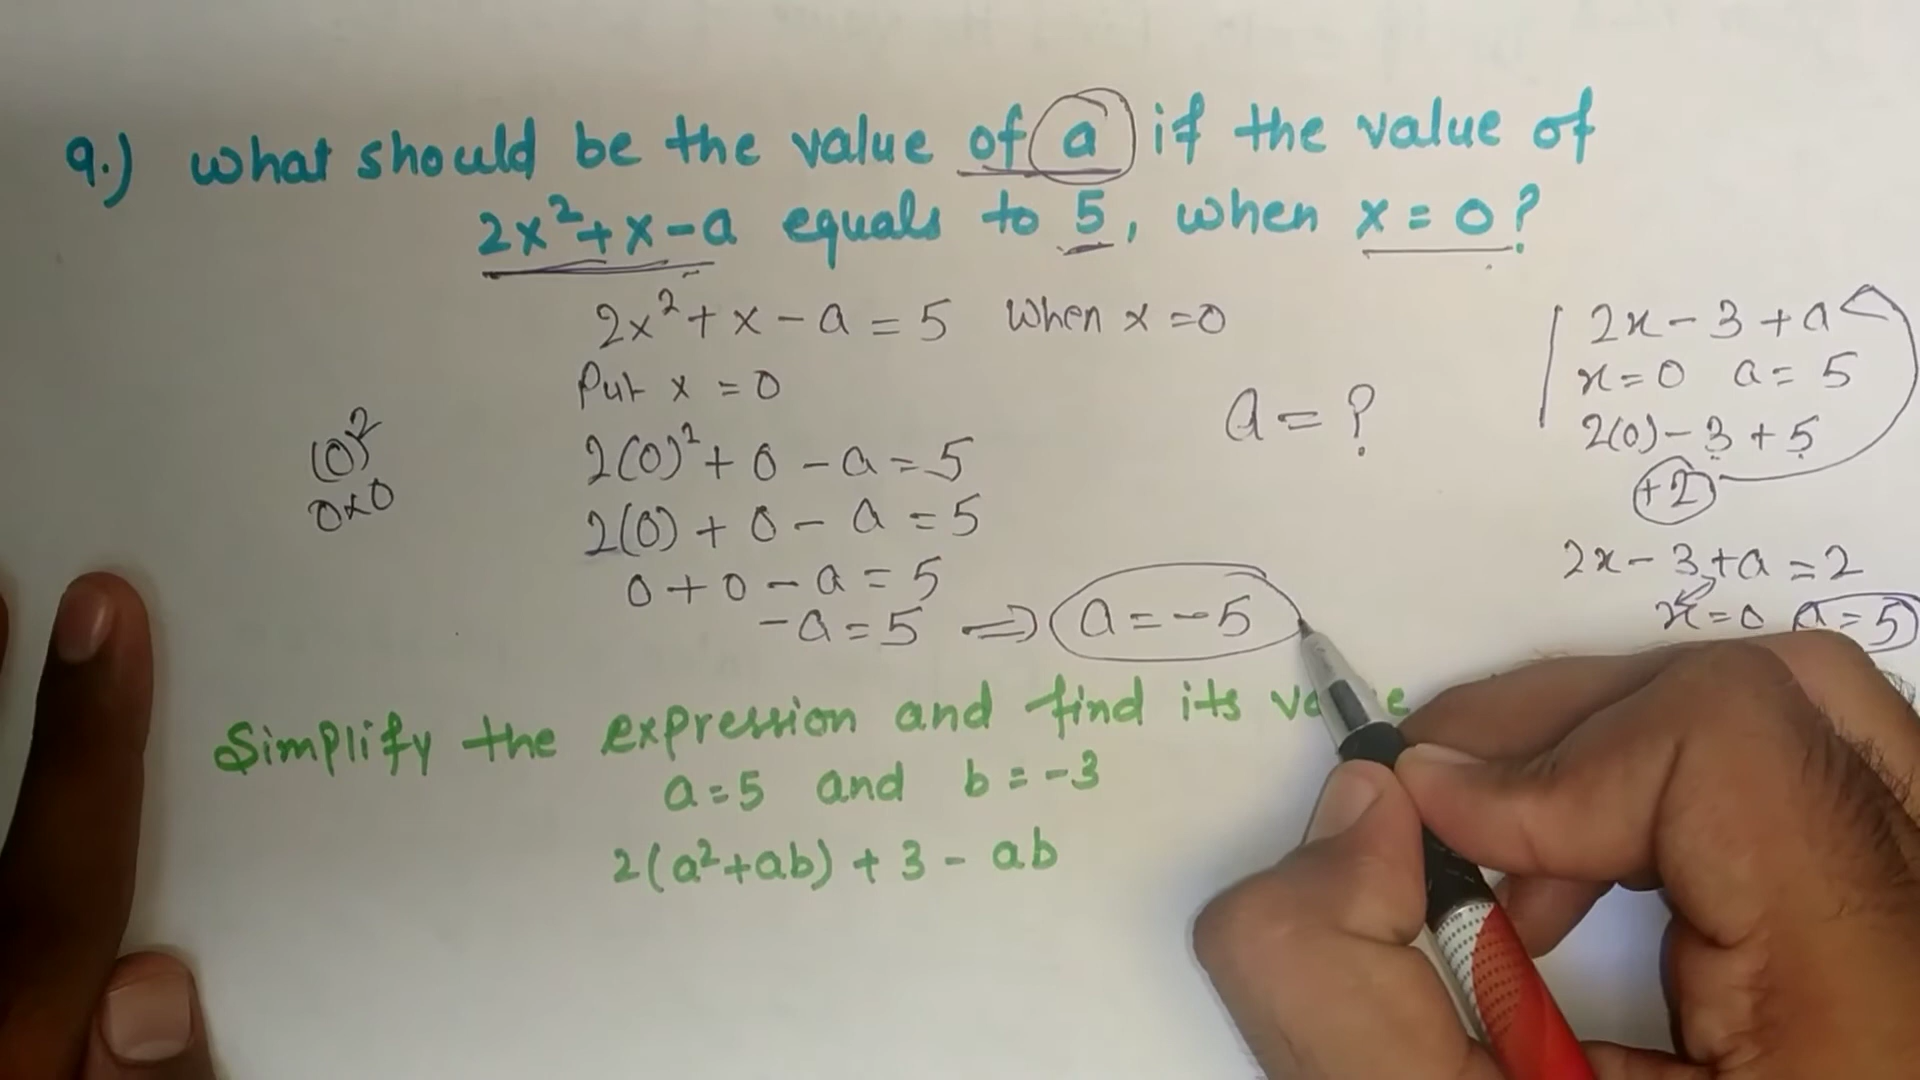 9.) What should be the value of a if the value of
2x²+x-a equals to 5, when x = 0?
2x²+x-a=5 When x=0
Put x = 0
2(0)²+0-a=5
2(0)+0-a=5
0+0-a=5
-a=5 ⇒ a=-5
(0)²
0×0
a=?
2x-3+a
x=0 a=5
2(0)-3+5
+2
2x-3+a=2
x=0 a=5
Simplify the expression and find its
a=5 and b=-3
2(a²+ab)+3-ab